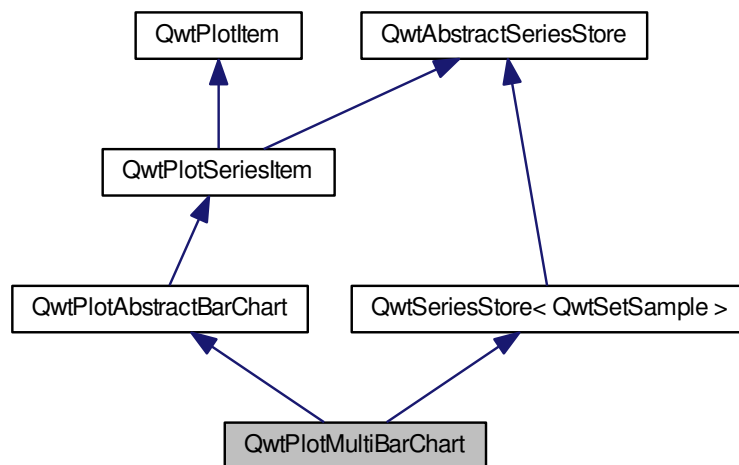 QwtPlotItem
QwtAbstractSeriesStore
QwtPlotSeriesItem
QwtPlotAbstractBarChart
QwtSeriesStore< QwtSetSample >
QwtPlotMultiBarChart